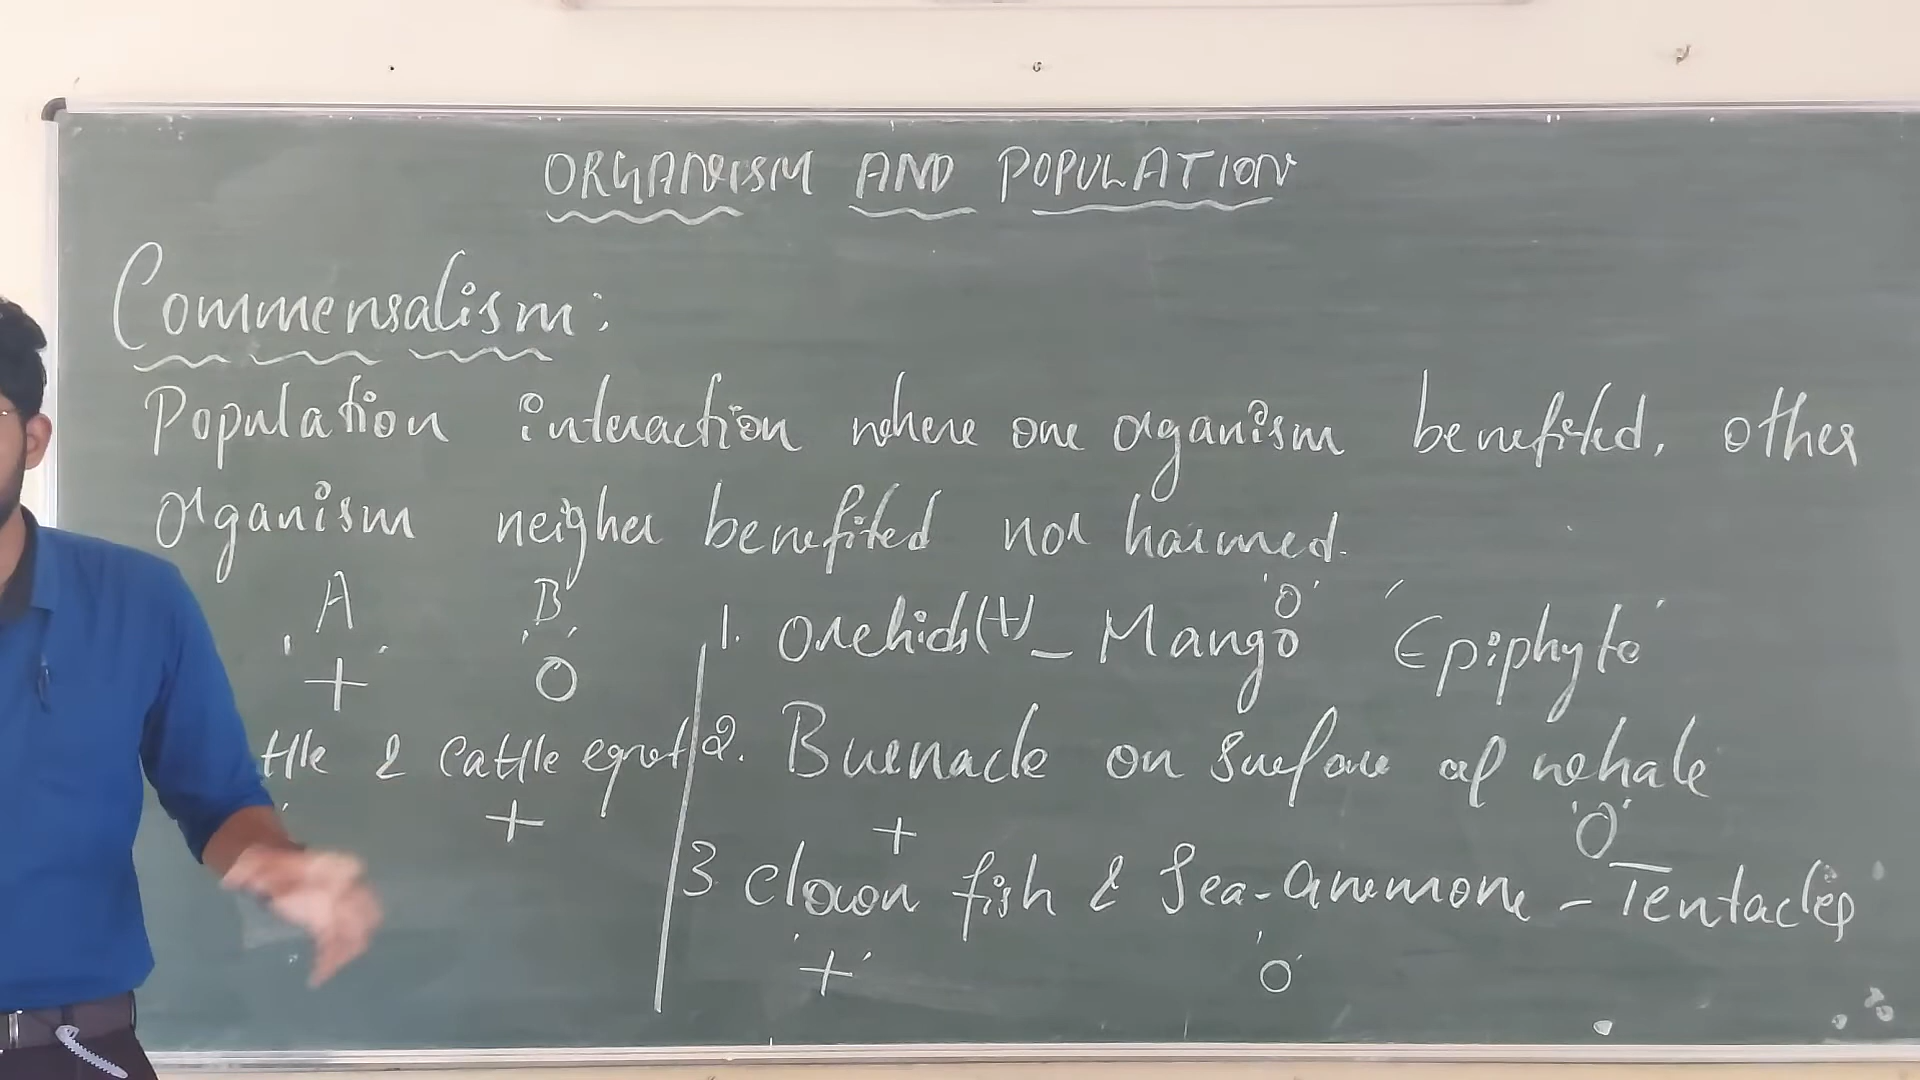 ORGANISM AND POPULATION
Commensalism:
Population interaction where one organism benefited, other
organism neigher benefited nor harmed.
A B
'+' 'O'
ttle & Cattle egret
+
1. Orchids(+) - Mango 'O' 'Epiphyte'
2. Burnacle on surface of whale
+ 'O'
3 Clown fish & Sea-anemone - Tentacles
'+' 'O'